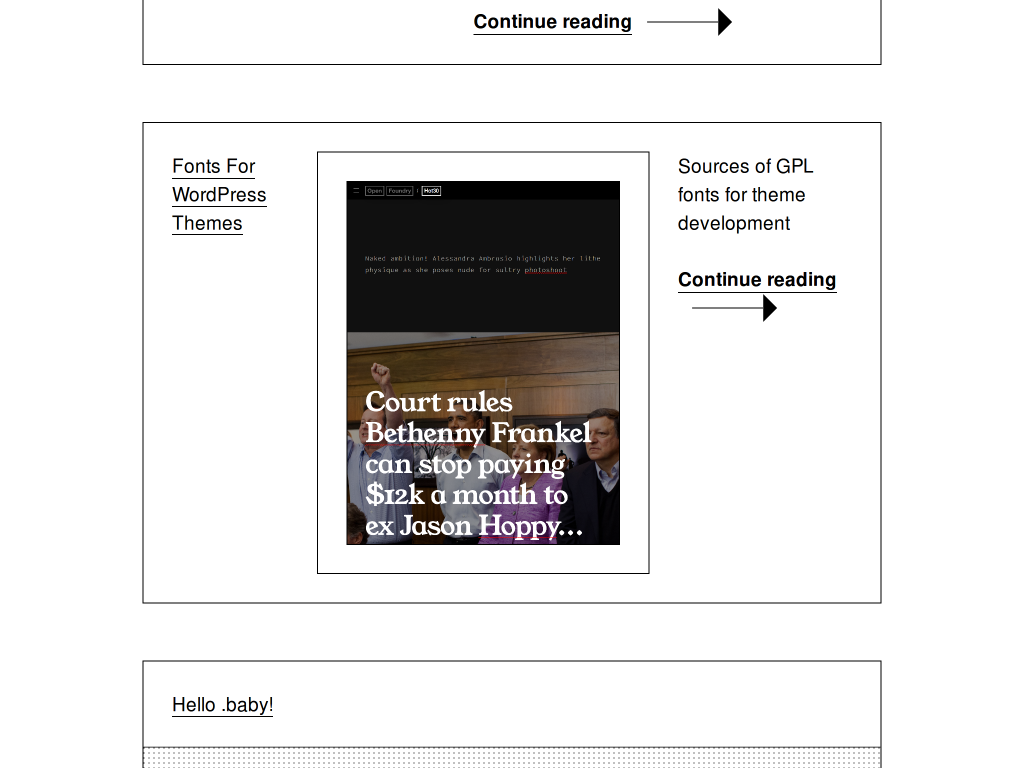 Continue reading
Fonts For
WordPress
Themes
Open Foundry / Hot30
Naked ambition! Alessandra Ambrosio highlights her lithe
physique as she poses nude for sultry photoshoot
Court rules
Bethenny Frankel
can stop paying
$12k a month to
ex Jason Hoppy...
Sources of GPL
fonts for theme
development
Continue reading
Hello .baby!